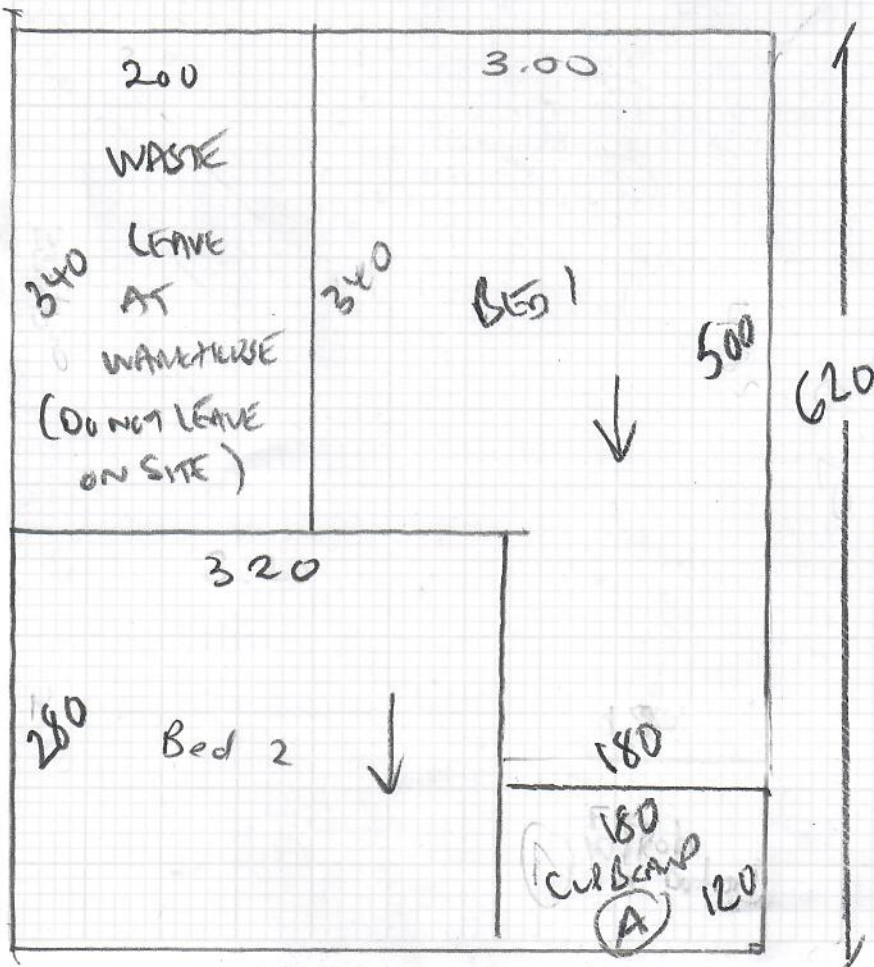 200
3.00
WASTE
LEAVE
AT
WAREHOUSE
(DO NOT LEAVE
ON SITE)
340
340
BED 1
500
620
320
280
Bed 2
180
180
CUPBOARD
A
120